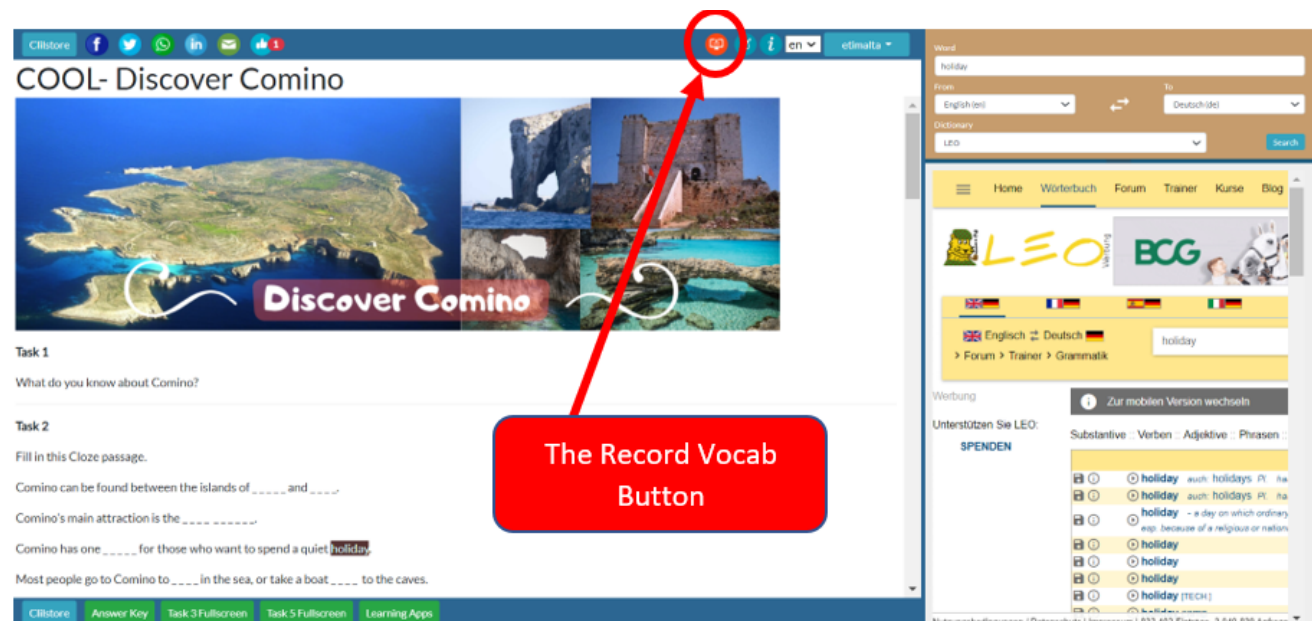 Clilstore
1
en
etimalta
COOL- Discover Comino
Discover Comino
Task 1
What do you know about Comino?
Task 2
Fill in this Cloze passage.
Comino can be found between the islands of _ _ _ _ _ and _ _ _ _.
Comino's main attraction is the _ _ _ _ _ _ _ _ _ _.
Comino has one _ _ _ _ _ for those who want to spend a quiet holiday.
Most people go to Comino to _ _ _ _ in the sea, or take a boat _ _ _ _ to the caves.
The Record Vocab
Button
Clilstore Answer Key Task 3 Fullscreen Task 5 Fullscreen Learning Apps
Word
holiday
From To
English (en) Deutsch (de)
Dictionary
LEO Search
Home Wörterbuch Forum Trainer Kurse Blog
LEO Werbung BCG
Englisch ⇄ Deutsch holiday
> Forum > Trainer > Grammatik
Werbung
Zur mobilen Version wechseln
Unterstützen Sie LEO:
SPENDEN
Substantive :: Verben :: Adjektive :: Phrasen ::
holiday auch: holidays Pl.
holiday auch: holidays Pl.
holiday - a day on which ordinary
esp. because of a religious or
holiday
holiday
holiday
holiday [TECH.]